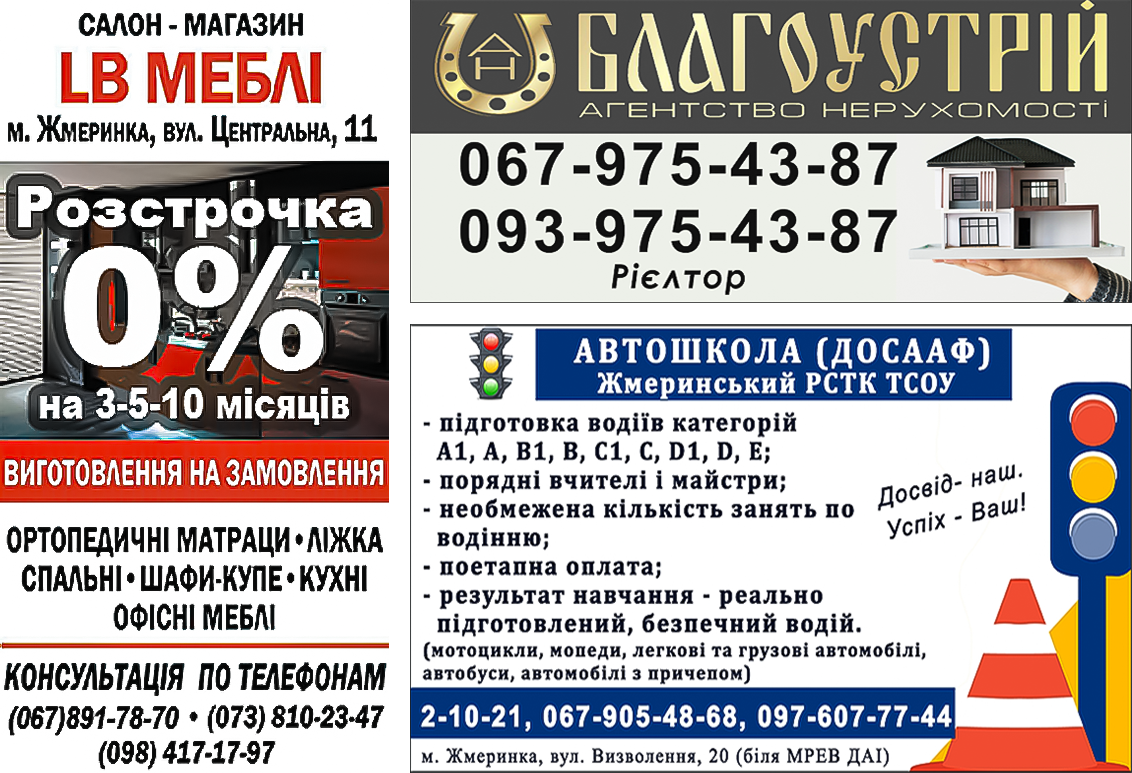 САЛОН - МАГАЗИН
LB МЕБЛІ
м. Жмеринка, вул. Центральна, 11
Розстрочка
0%
на 3-5-10 місяців
ВИГОТОВЛЕННЯ НА ЗАМОВЛЕННЯ
ОРТОПЕДИЧНІ МАТРАЦИ • ЛІЖКА
СПАЛЬНІ • ШАФИ-КУПЕ • КУХНІ
ОФІСНІ МЕБЛІ
КОНСУЛЬТАЦІЯ ПО ТЕЛЕФОНАМ
(067)891-78-70 • (073) 810-23-47
(098) 417-17-97
АН
БЛАГОУСТРІЙ
АГЕНТСТВО НЕРУХОМОСТІ
067-975-43-87
093-975-43-87
Рієлтор
АВТОШКОЛА (ДОСААФ)
Жмеринський РСТК ТСОУ
- підготовка водіїв категорій
А1, А, В1, В, С1, С, D1, D, Е;
- порядні вчителі і майстри;
- необмежена кількість занять по
водінню;
- поетапна оплата;
- результат навчання - реально
підготовлений, безпечний водій.
(мотоцикли, мопеди, легкові та грузові автомобілі,
автобуси, автомобілі з причепом)
Досвід- наш.
Успіх - Ваш!
2-10-21, 067-905-48-68, 097-607-77-44
м. Жмеринка, вул. Визволення, 20 (біля МРЕВ ДАІ)